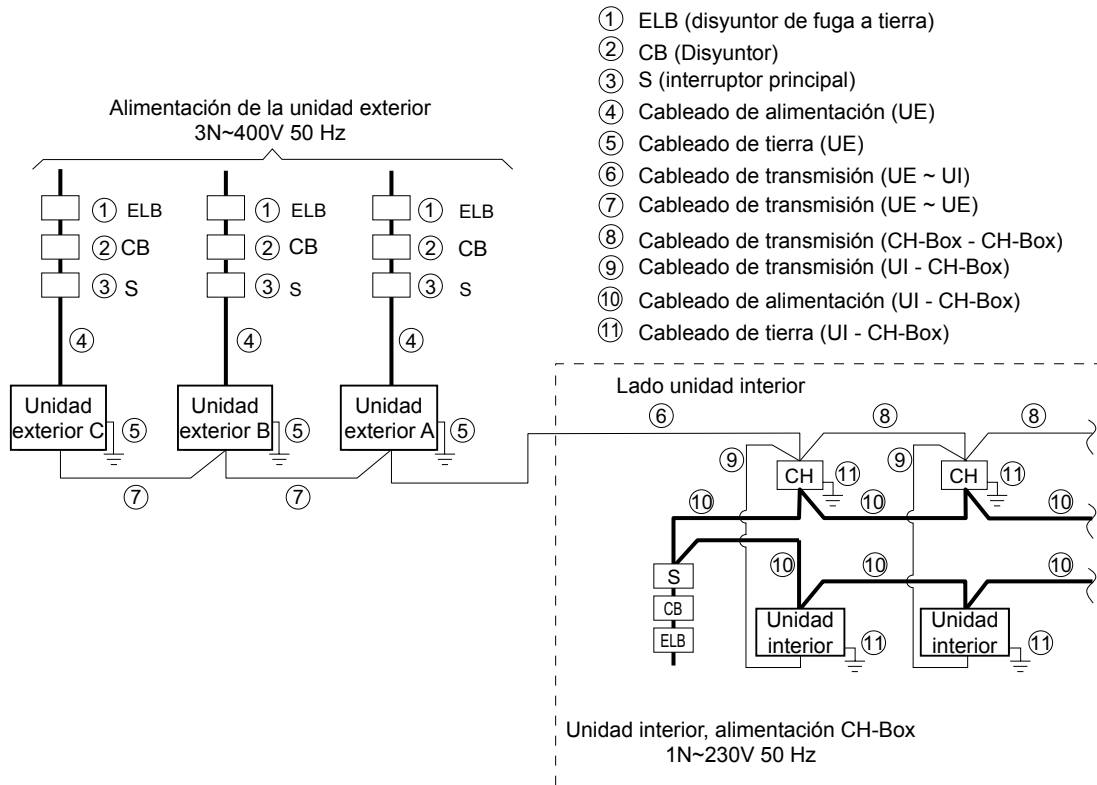 ① ELB (disyuntor de fuga a tierra)
② CB (Disyuntor)
③ S (interruptor principal)
④ Cableado de alimentación (UE)
⑤ Cableado de tierra (UE)
⑥ Cableado de transmisión (UE ~ UI)
⑦ Cableado de transmisión (UE ~ UE)
⑧ Cableado de transmisión (CH-Box - CH-Box)
⑨ Cableado de transmisión (UI - CH-Box)
⑩ Cableado de alimentación (UI - CH-Box)
⑪ Cableado de tierra (UI - CH-Box)
Alimentación de la unidad exterior
3N~400V 50 Hz
① ELB ① ELB ① ELB
② CB ② CB ② CB
③ S ③ S ③ S
④ ④ ④
Unidad
exterior C
⑤
Unidad
exterior B
⑤
Unidad
exterior A
⑤
⑦ ⑦
Lado unidad interior
⑥ ⑧ ⑧
⑨ CH ⑪ ⑨ CH ⑪
⑩ ⑩ ⑩
S ⑩ ⑩ ⑩
CB
ELB
Unidad
interior
⑪
Unidad
interior
⑪
Unidad interior, alimentación CH-Box
1N~230V 50 Hz